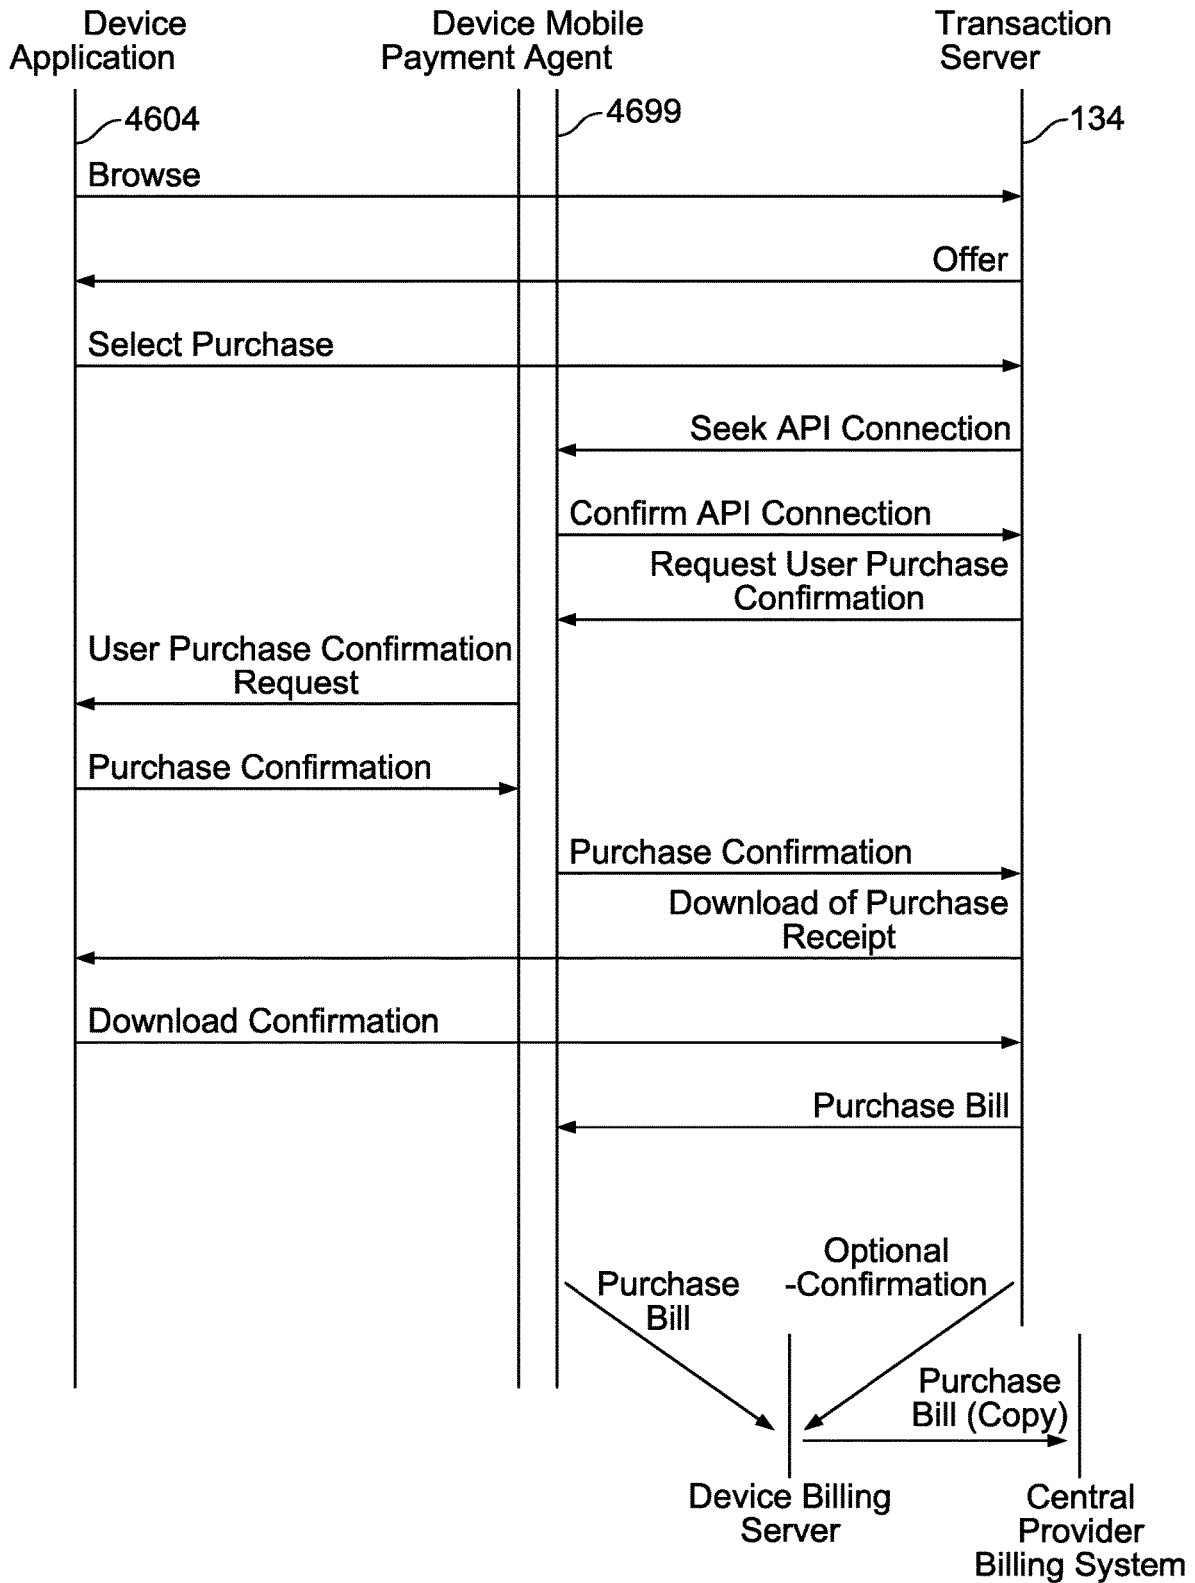 Device
Application
Device Mobile
Payment Agent
Transaction
Server
4604
4699
134
Browse
Offer
Select Purchase
Seek API Connection
Confirm API Connection
Request User Purchase
Confirmation
User Purchase Confirmation
Request
Purchase Confirmation
Purchase Confirmation
Download of Purchase
Receipt
Download Confirmation
Purchase Bill
Purchase
Bill
Optional
-Confirmation
Purchase
Bill (Copy)
Device Billing
Server
Central
Provider
Billing System